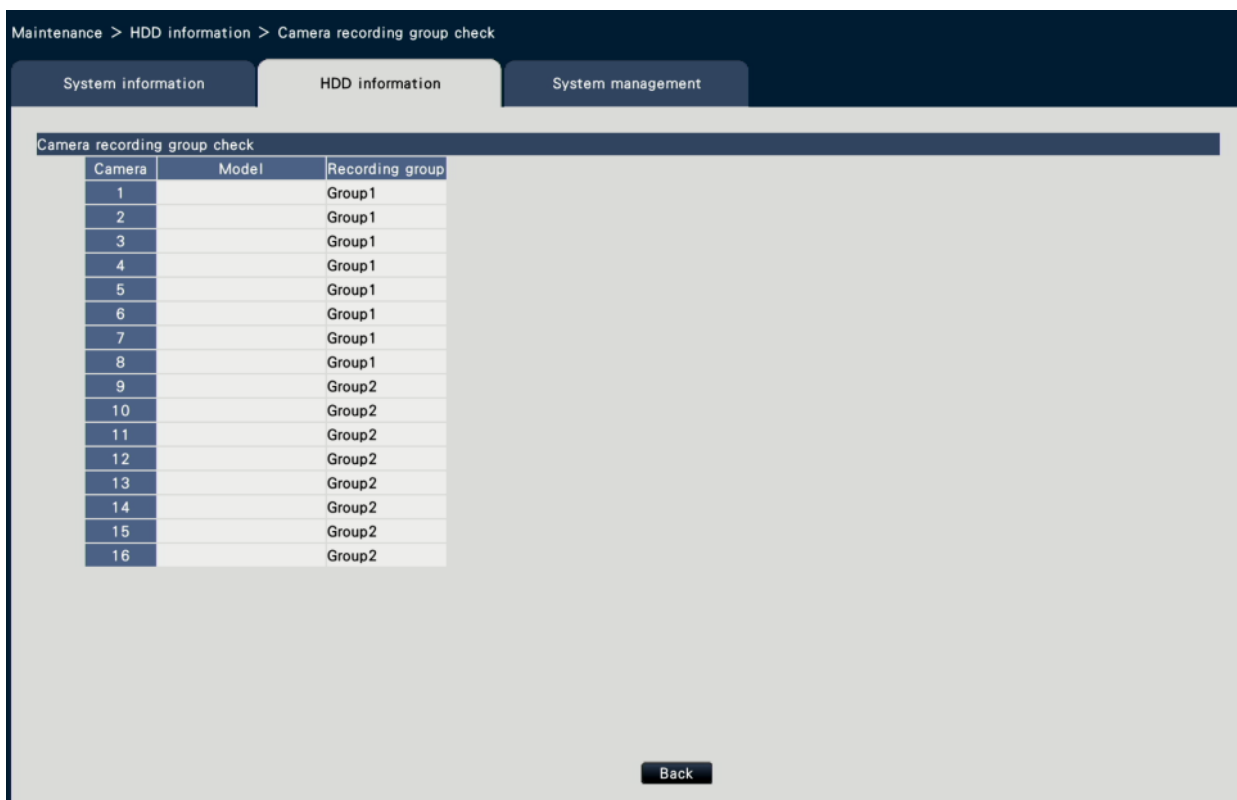 Maintenance > HDD information > Camera recording group check
System information HDD information System management
Camera recording group check
Camera Model Recording group
1 Group1
2 Group1
3 Group1
4 Group1
5 Group1
6 Group1
7 Group1
8 Group1
9 Group2
10 Group2
11 Group2
12 Group2
13 Group2
14 Group2
15 Group2
16 Group2
Back